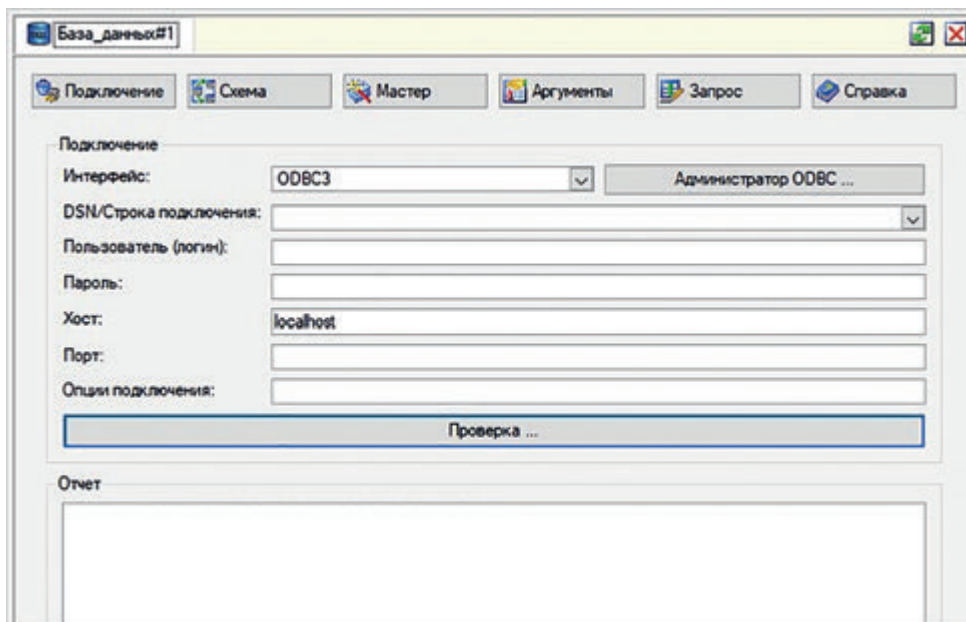 База_данных#1
Подключение Схема Мастер Аргументы Запрос Справка
Подключение
Интерфейс: ODBC3 Администратор ODBC ...
DSN/Строка подключения:
Пользователь (логин):
Пароль:
Хост: localhost
Порт:
Опции подключения:
Проверка ...
Отчет